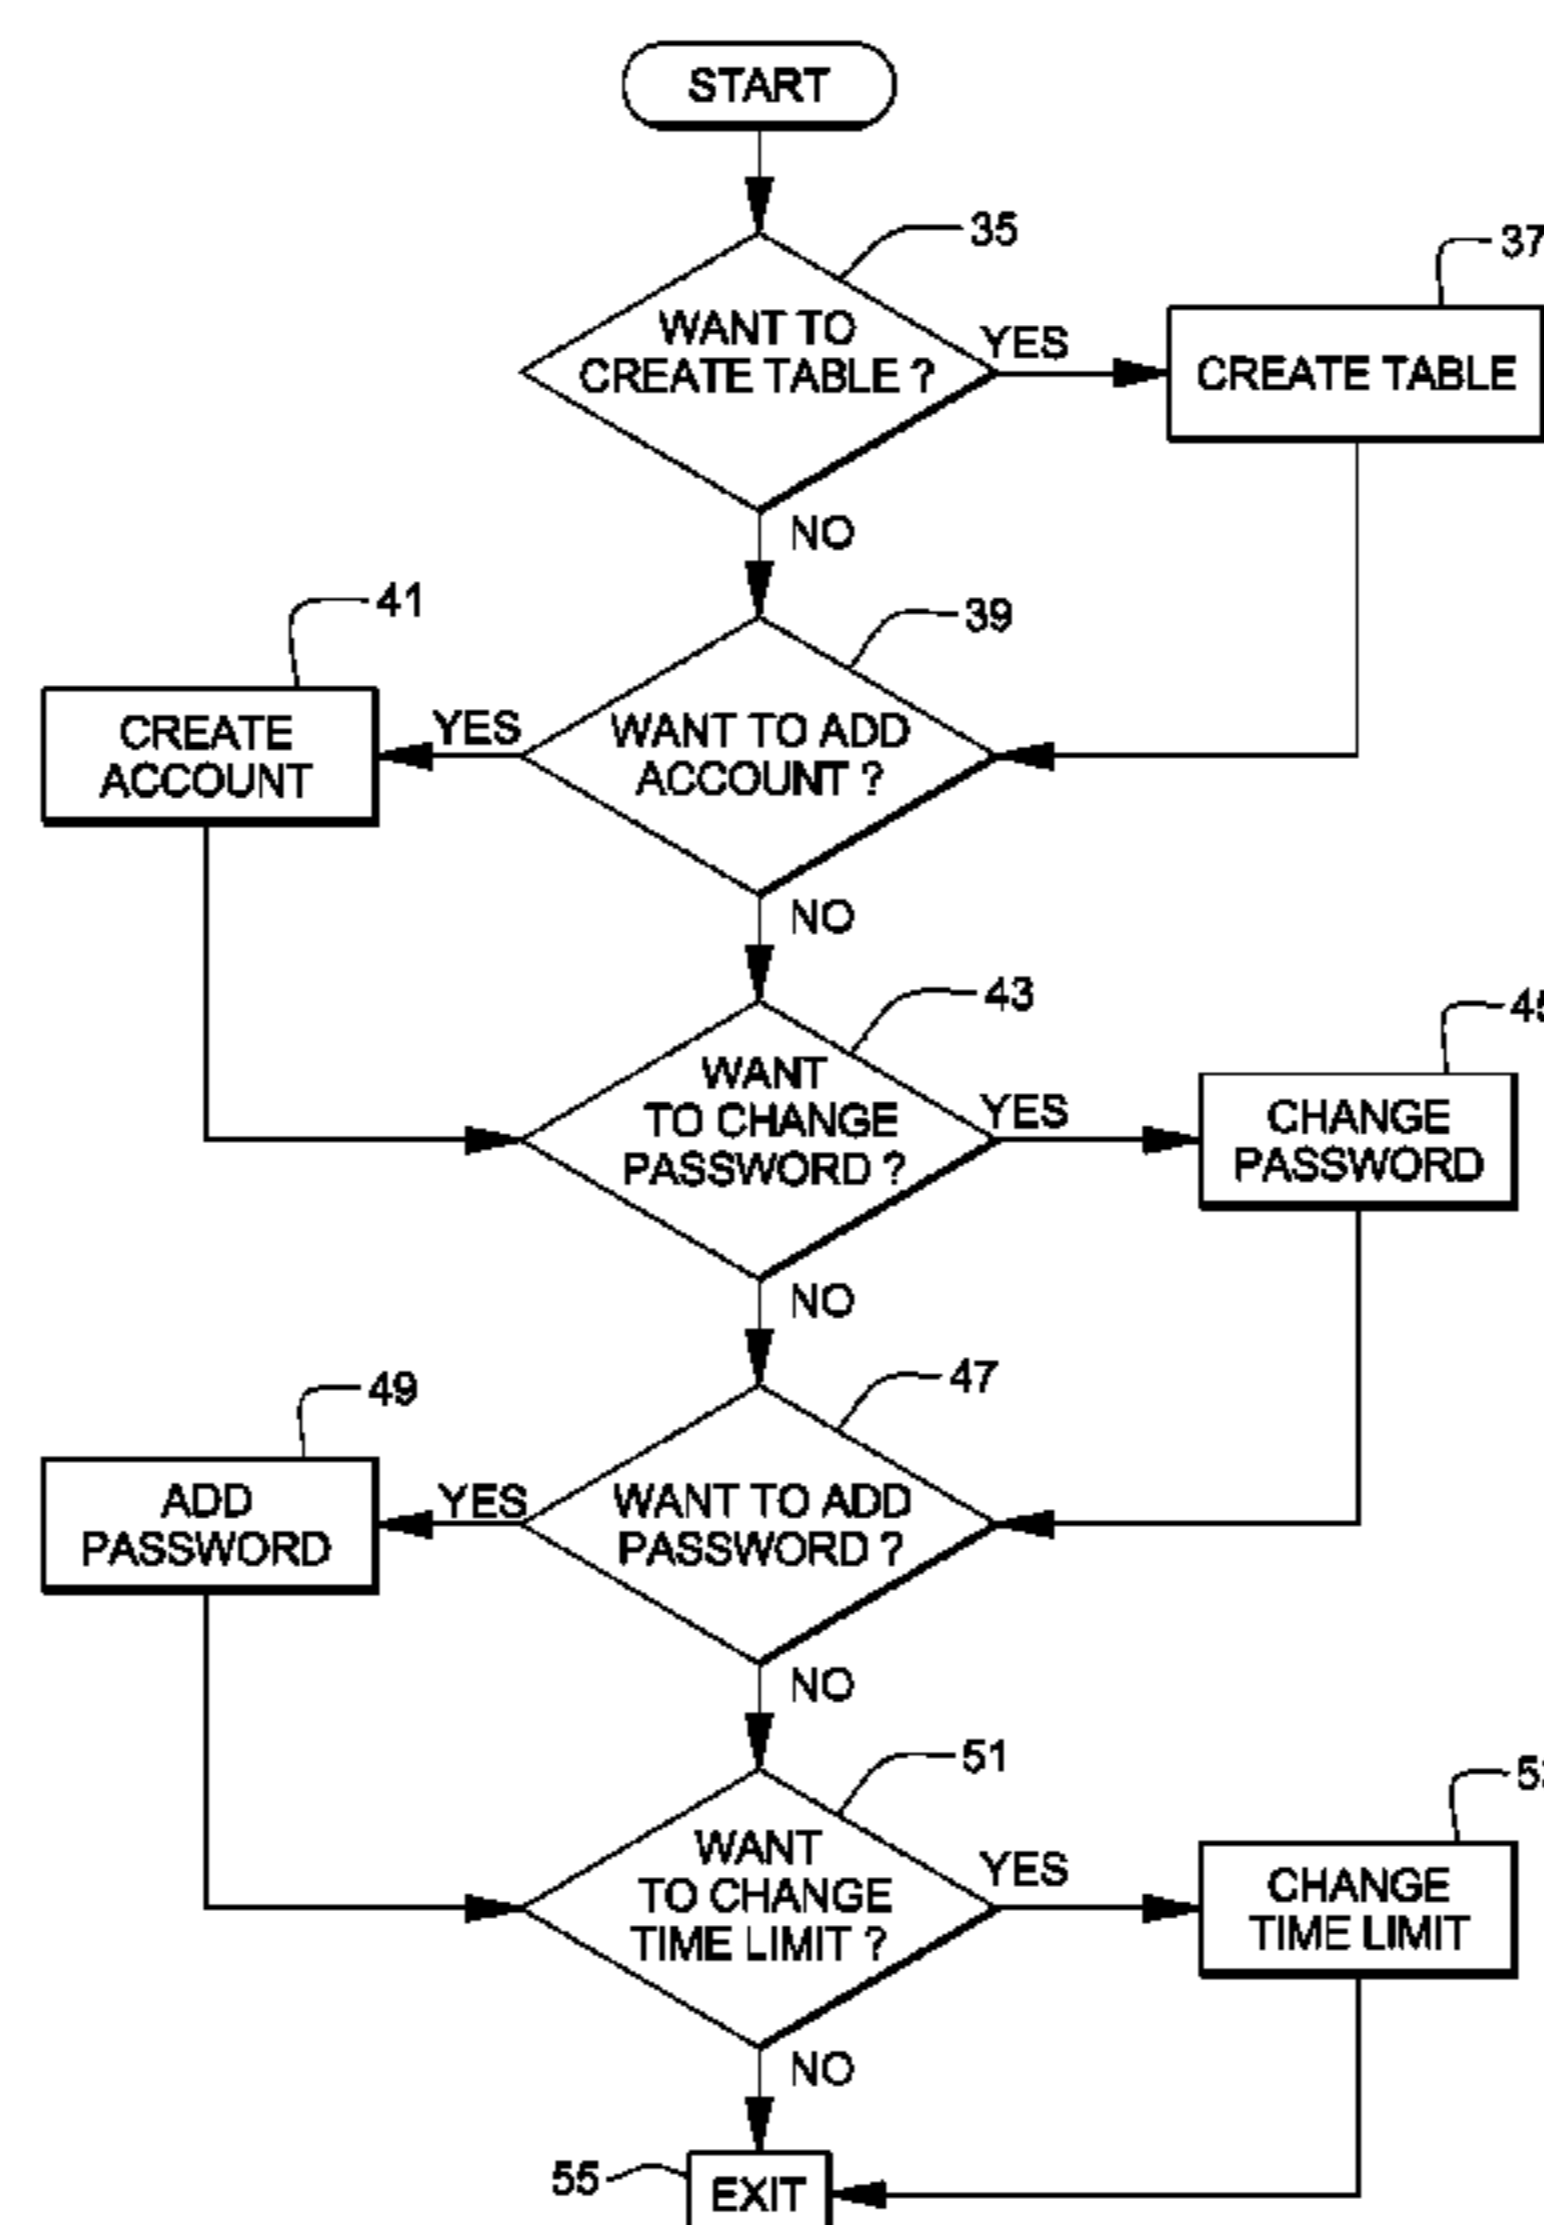 START
35
37
WANT TO
CREATE TABLE ?
YES
CREATE TABLE
NO
41
39
CREATE
ACCOUNT
YES
WANT TO ADD
ACCOUNT ?
NO
43
45
WANT
TO CHANGE
PASSWORD ?
YES
CHANGE
PASSWORD
NO
49
47
ADD
PASSWORD
YES
WANT TO ADD
PASSWORD ?
NO
51
WANT
TO CHANGE
TIME LIMIT ?
YES
CHANGE
TIME LIMIT
NO
55
EXIT